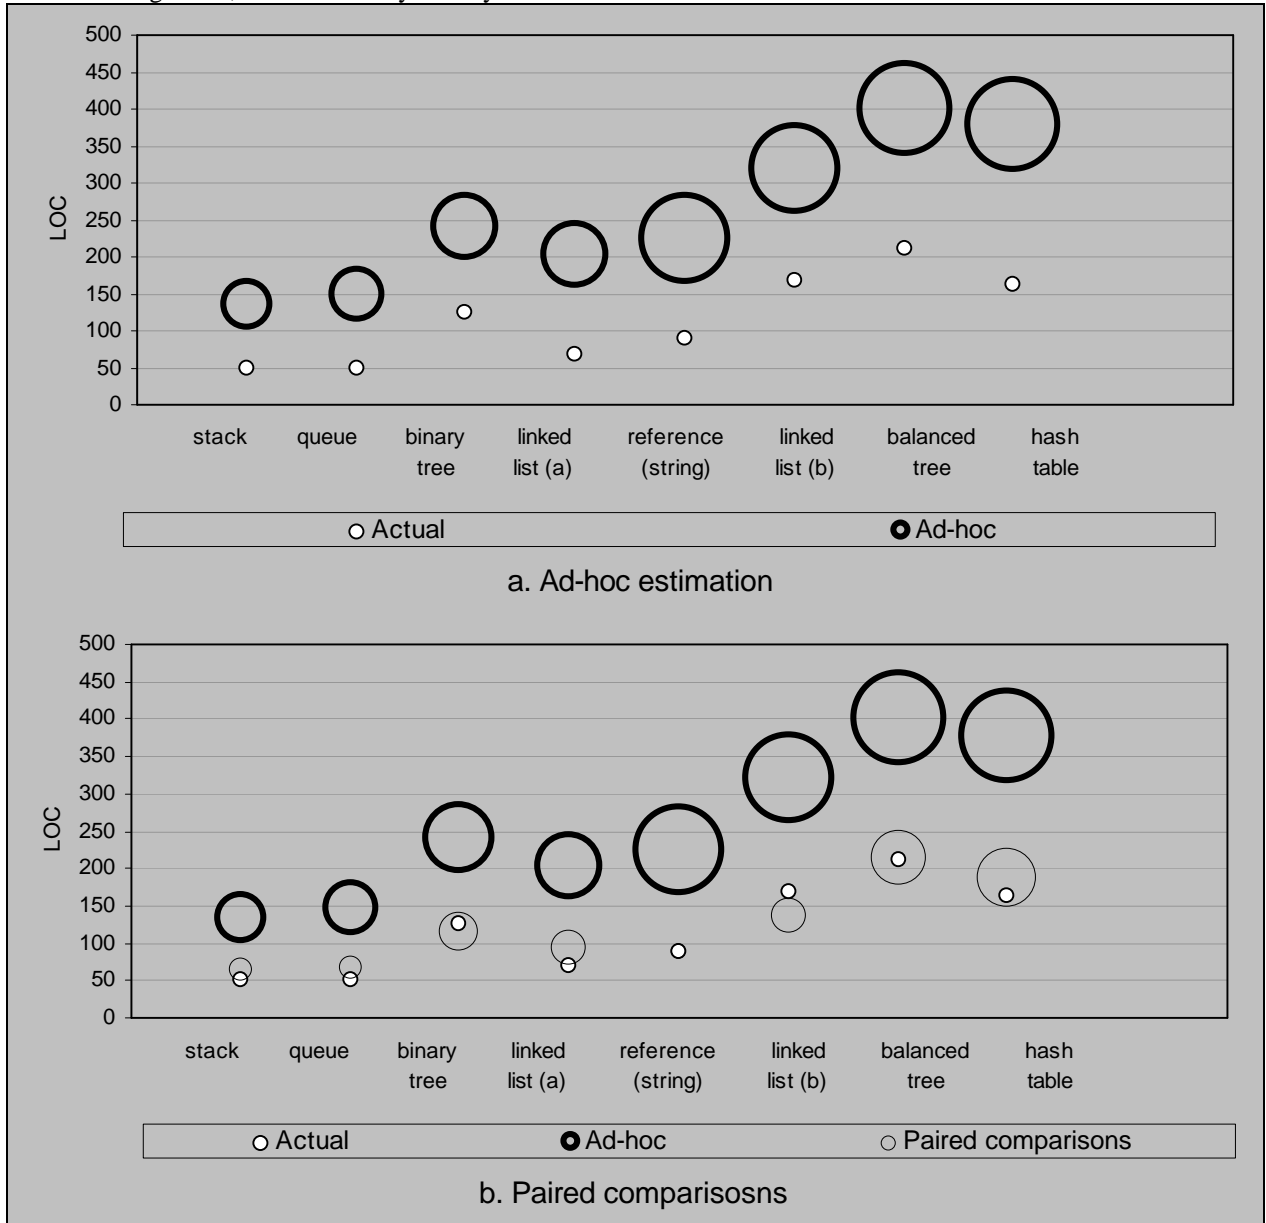 500
450
400
350
300
250
200
150
100
50
0
LOC
stack queue binary linked reference linked balanced hash
tree list (a) (string) list (b) tree table
Actual Ad-hoc
a. Ad-hoc estimation
500
450
400
350
300
250
200
150
100
50
0
LOC
stack queue binary linked reference linked balanced hash
tree list (a) (string) list (b) tree table
Actual Ad-hoc Paired comparisons
b. Paired comparisosns